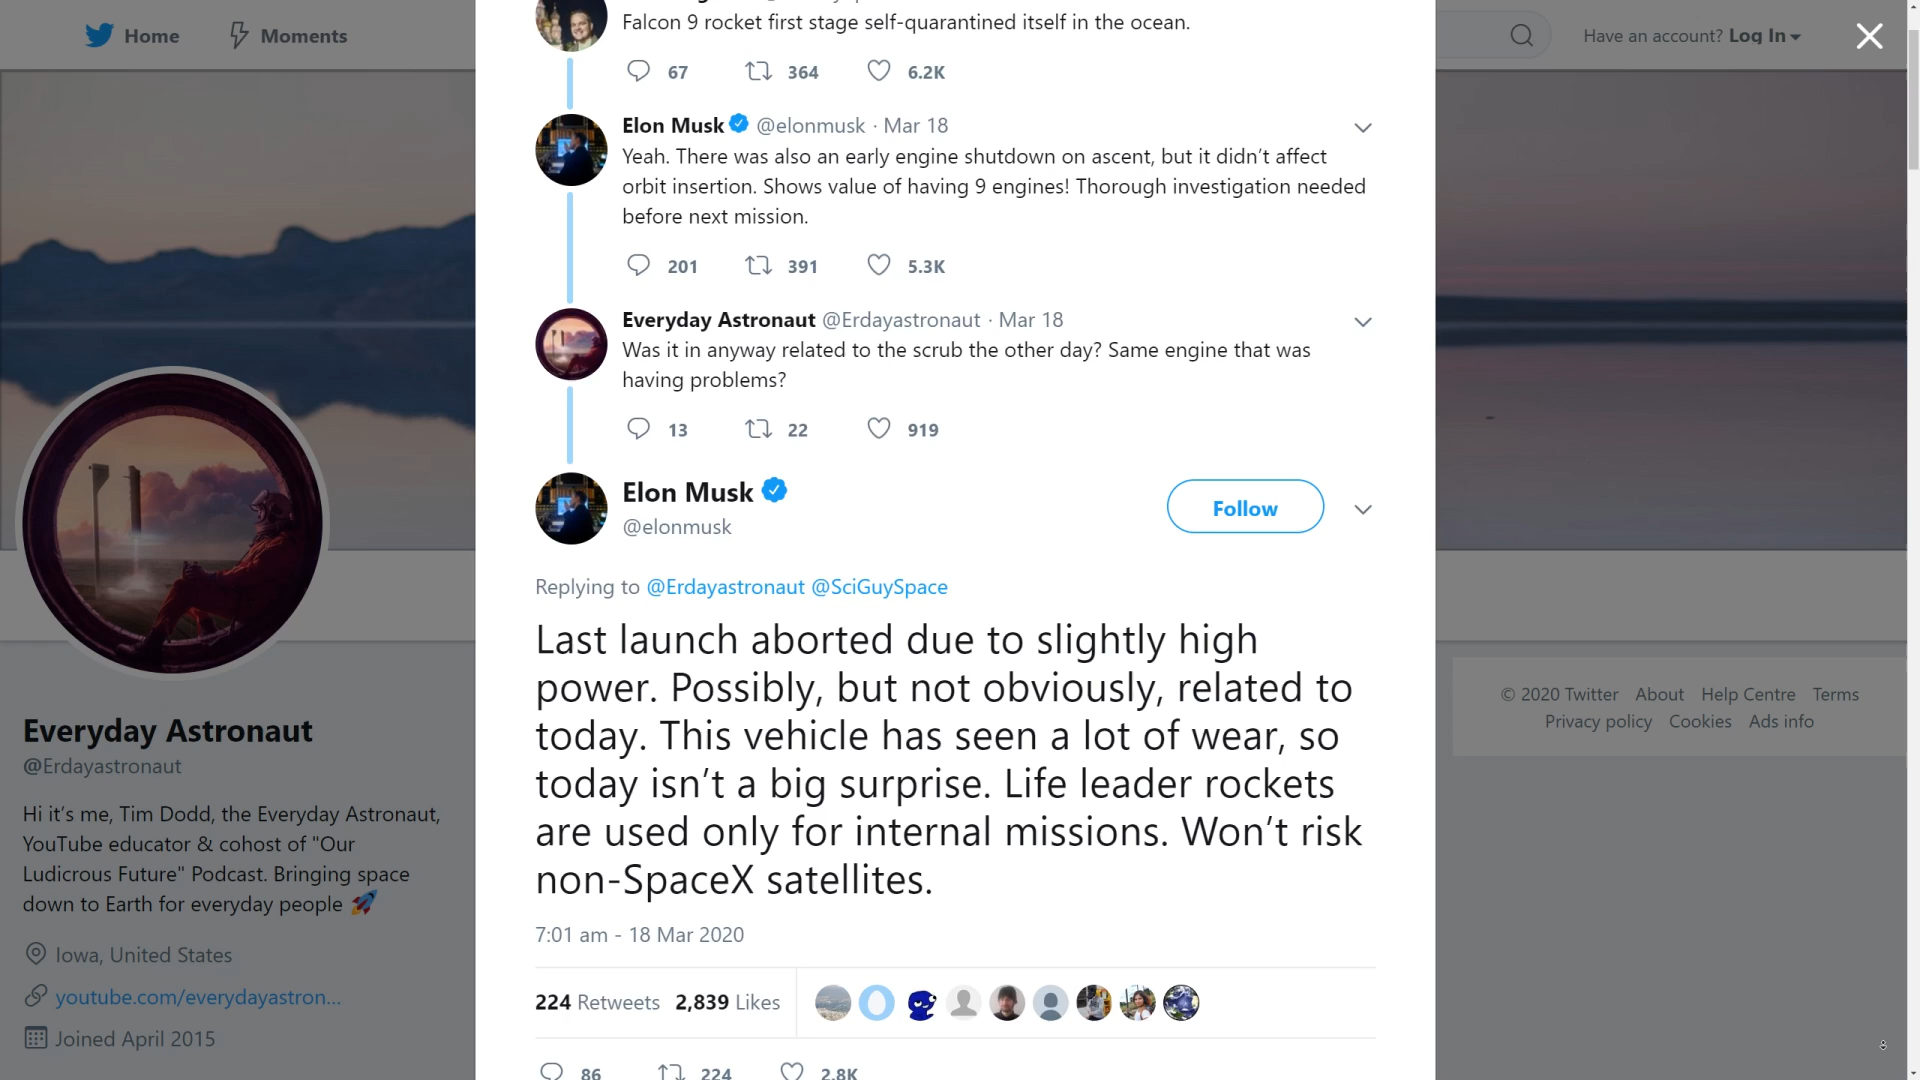 Home
Moments
Have an account? Log In
Falcon 9 rocket first stage self-quarantined itself in the ocean.
67 364 6.2K
Elon Musk @elonmusk · Mar 18
Yeah. There was also an early engine shutdown on ascent, but it didn’t affect
orbit insertion. Shows value of having 9 engines! Thorough investigation needed
before next mission.
201 391 5.3K
Everyday Astronaut @Erdayastronaut · Mar 18
Was it in anyway related to the scrub the other day? Same engine that was
having problems?
13 22 919
Elon Musk
@elonmusk
Follow
Replying to @Erdayastronaut @SciGuySpace
Last launch aborted due to slightly high
power. Possibly, but not obviously, related to
today. This vehicle has seen a lot of wear, so
today isn’t a big surprise. Life leader rockets
are used only for internal missions. Won’t risk
non-SpaceX satellites.
7:01 am - 18 Mar 2020
224 Retweets 2,839 Likes
86 224 2.8K
Everyday Astronaut
@Erdayastronaut
Hi it’s me, Tim Dodd, the Everyday Astronaut,
YouTube educator & cohost of "Our
Ludicrous Future" Podcast. Bringing space
down to Earth for everyday people 🚀
Iowa, United States
youtube.com/everydayastron…
Joined April 2015
© 2020 Twitter About Help Centre Terms
Privacy policy Cookies Ads info